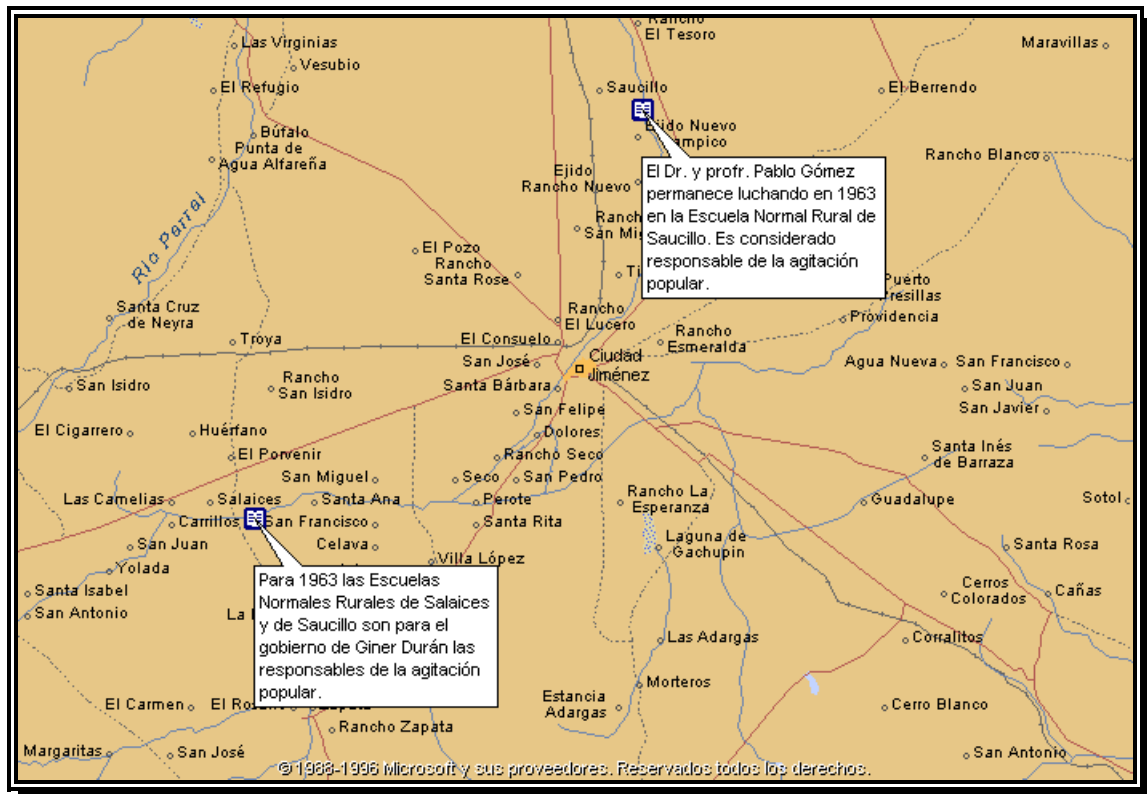 Rancho
El Tesoro
Las Virginias
Maravillas
Vesubio
El Refugio
Saucillo
El Berrendo
Búfalo
Ejido Nuevo
Punta de
Agua Alfareña
Rancho Blanco
Ejido
Rancho Nuevo
El Dr. y profr. Pablo Gómez
permanece luchando en 1963
en la Escuela Normal Rural de
Saucillo. Es considerado
responsable de la agitación
popular.
Río Parral
El Pozo
Rancho
Santa Rose
Puerto
Santa Cruz
de Neyra
Rancho
El Lucero
Providencia
Troya
El Consuelo
Rancho
Esmeralda
San José
Ciudad
Jiménez
Agua Nueva
San Francisco
San Isidro
Rancho
San Isidro
Santa Bárbara
San Juan
San Felipe
San Javier
El Cigarrero
Huérfano
Dolores
Santa Inés
de Barraza
El Porvenir
Rancho Seco
San Miguel
Seco
San Pedro
Las Camelias
Salaices
Santa Ana
Perote
Rancho La
Esperanza
Guadalupe
Sotol
Carrillos
San Francisco
Santa Rita
San Juan
Celava
Laguna de
Gachupin
Santa Rosa
Yolada
Villa López
Santa Isabel
Cerros
Colorados
Cañas
San Antonio
La
Para 1963 las Escuelas
Normales Rurales de Salaices
y de Saucillo son para el
gobierno de Giner Durán las
responsables de la agitación
popular.
Las Adargas
Corralitos
Morteros
El Carmen
El
Estancia
Adargas
Cerro Blanco
Rancho Zapata
Margaritas
San José
San Antonio
©1988-1996 Microsoft y sus proveedores. Reservados todos los derechos.